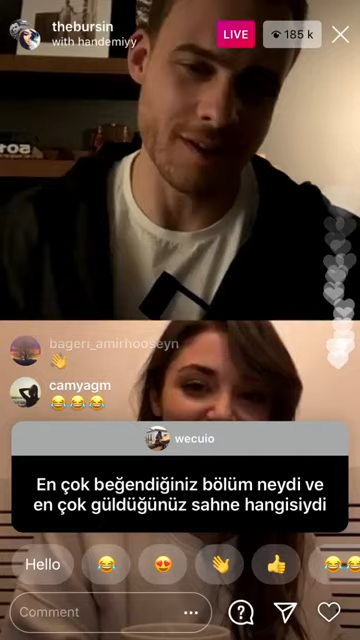 thebursin
with handemiyy
LIVE
185 k
bageri_amirhooseyn
👋
camyagm
😂😂😂
wecuio
En çok beğendiğiniz bölüm neydi ve
en çok güldüğünüz sahne hangisiydi
Hello 😂 😍 👋 👍 😂😂
Comment